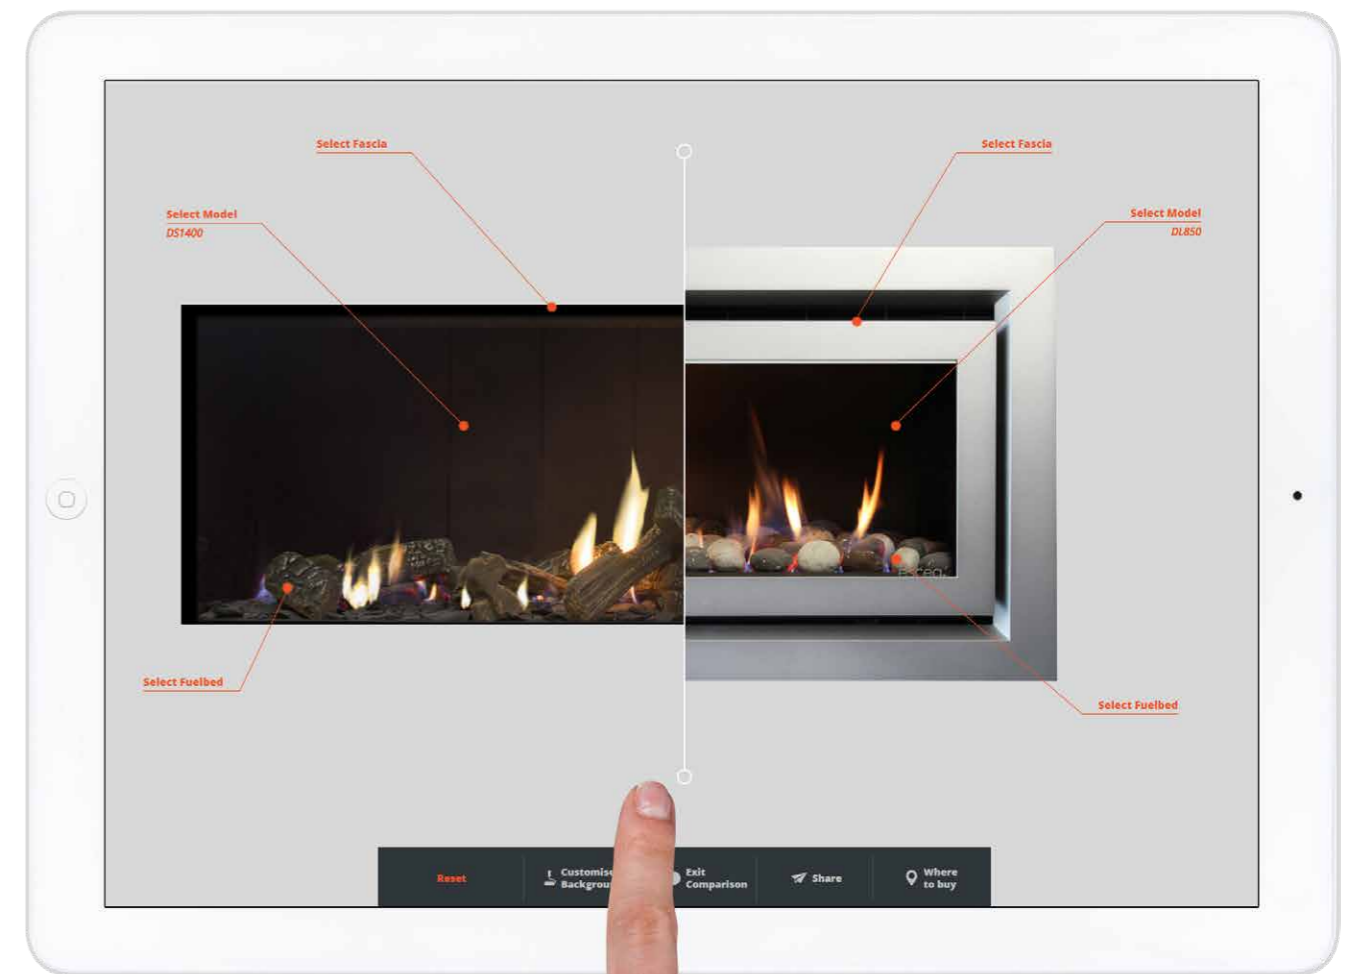 Select Fascia
Select Fascia
Select Model
DS1400
Select Model
DL850
escea
Select Fuelbed
Select Fuelbed
Reset
Exit
Comparison
Share
Where
to buy